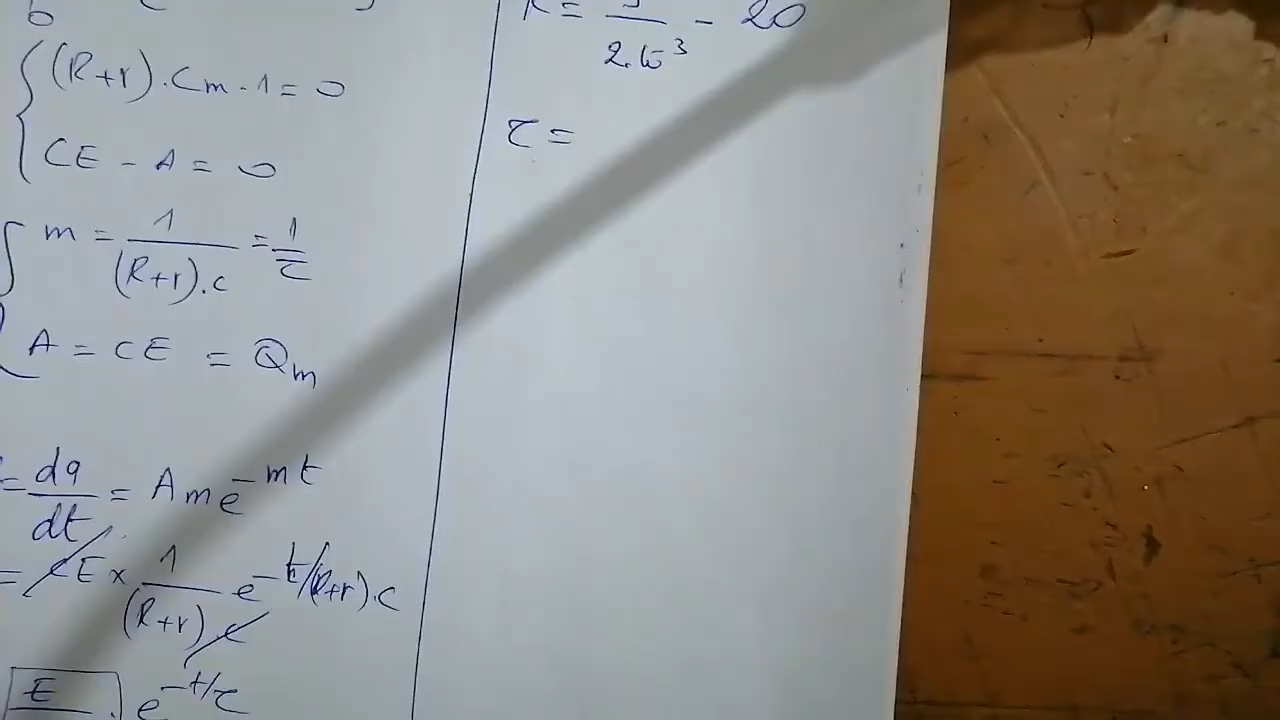 { (R+r).Cm - 1 = 0
CE - A = 0
{ m = 1/(R+r).c = 1/τ
A = CE = Qm
= dq/dt = A m e^-mt
= CE x 1/(R+r)c e^-t/(R+r).c
E . e^-t/τ
2.10^3 - 20
τ =